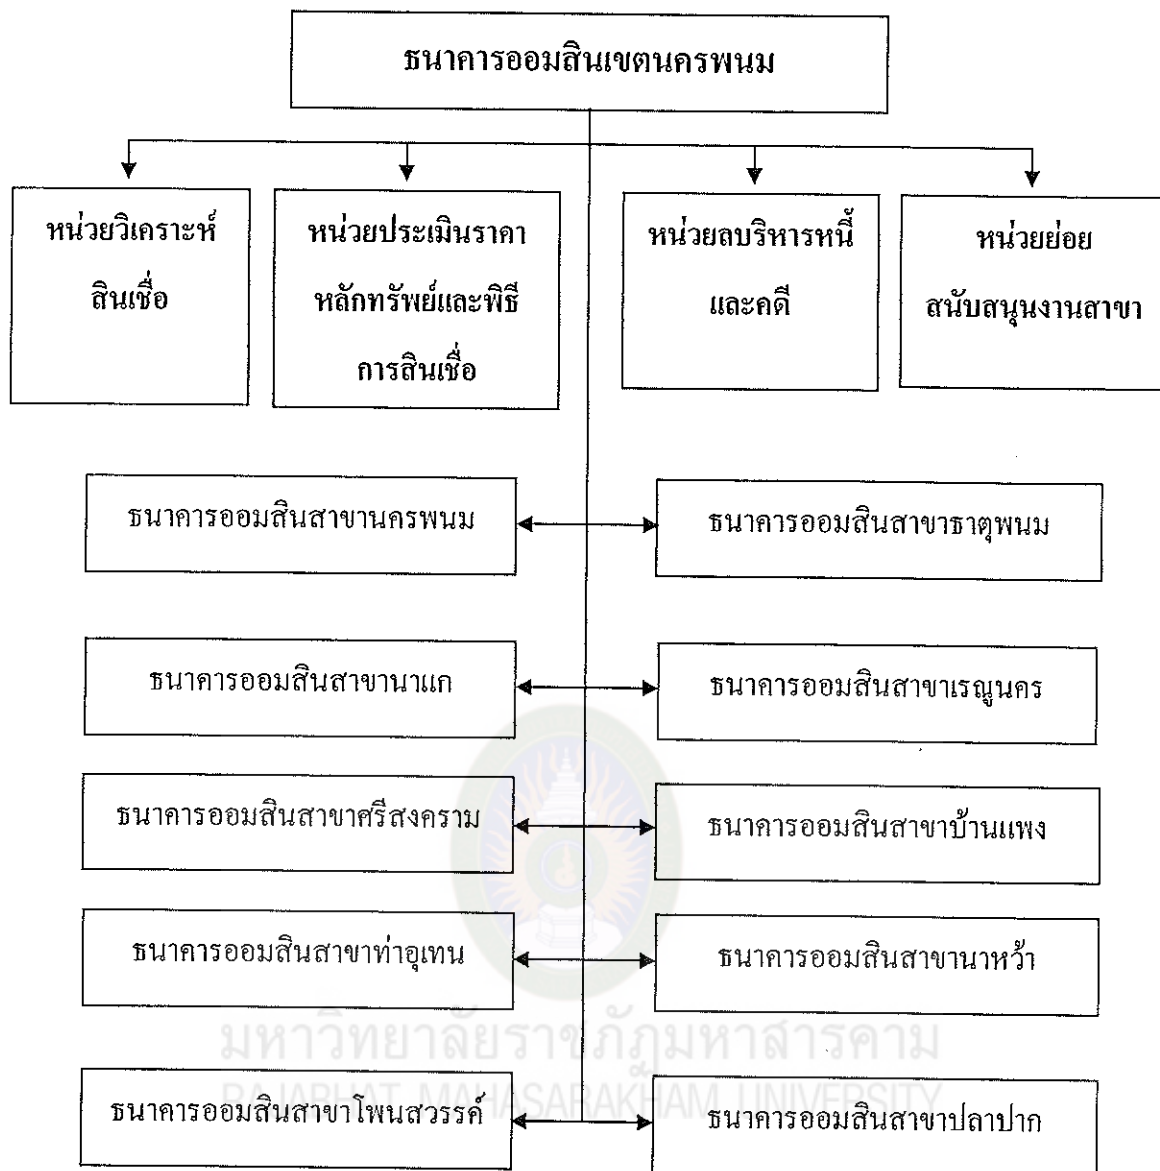 ธนาคารออมสินเขตนครพนม
หน่วยวิเคราะห์
สินเชื่อ
หน่วยประเมินราคา
หลักทรัพย์และพิธี
การสินเชื่อ
หน่วยลบริหารหนี้
และคดี
หน่วยย่อย
สนับสนุนงานสาขา
ธนาคารออมสินสาขานครพนม
ธนาคารออมสินสาขาธาตุพนม
ธนาคารออมสินสาขานาแก
ธนาคารออมสินสาขาเรณูนคร
ธนาคารออมสินสาขาศรีสงคราม
ธนาคารออมสินสาขาบ้านแพง
ธนาคารออมสินสาขาท่าอุเทน
ธนาคารออมสินสาขานาหว้า
มหาวิทยาลัยราชภัฏมหาสารคาม
RAJABHAT MAHASARAKHAM UNIVERSITY
ธนาคารออมสินสาขาโพนสวรรค์
ธนาคารออมสินสาขาปลาปาก